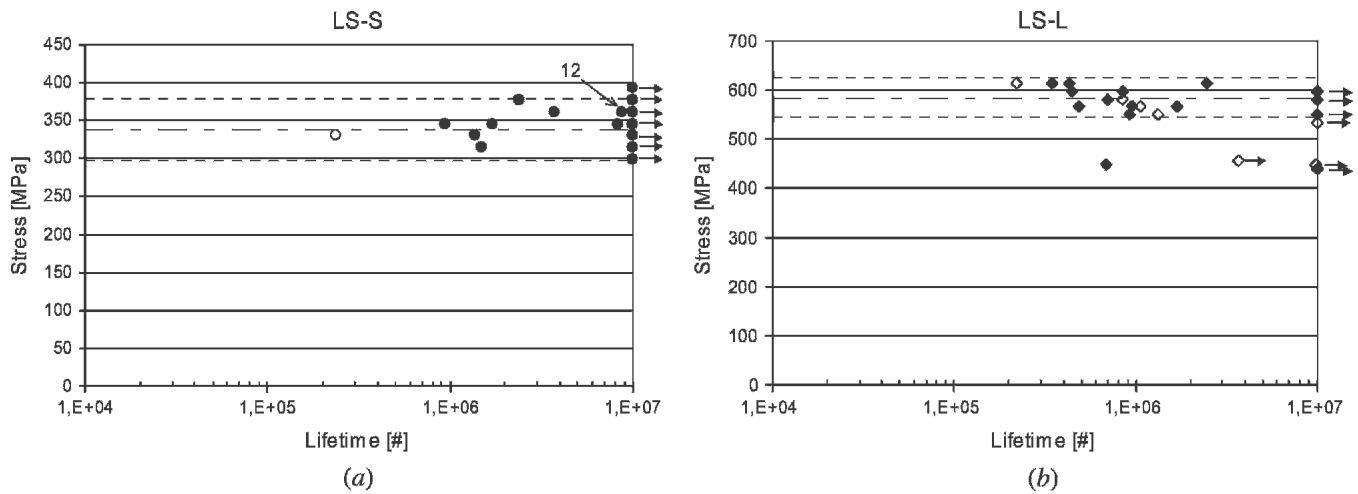 LS-S
450
400
350
300
250
200
150
100
50
0
Stress [MPa]
12
1,E+04 1,E+05 1,E+06 1,E+07
Lifetime [#]
(a)
LS-L
700
600
500
400
300
200
100
0
Stress [MPa]
1,E+04 1,E+05 1,E+06 1,E+07
Lifetime [#]
(b)